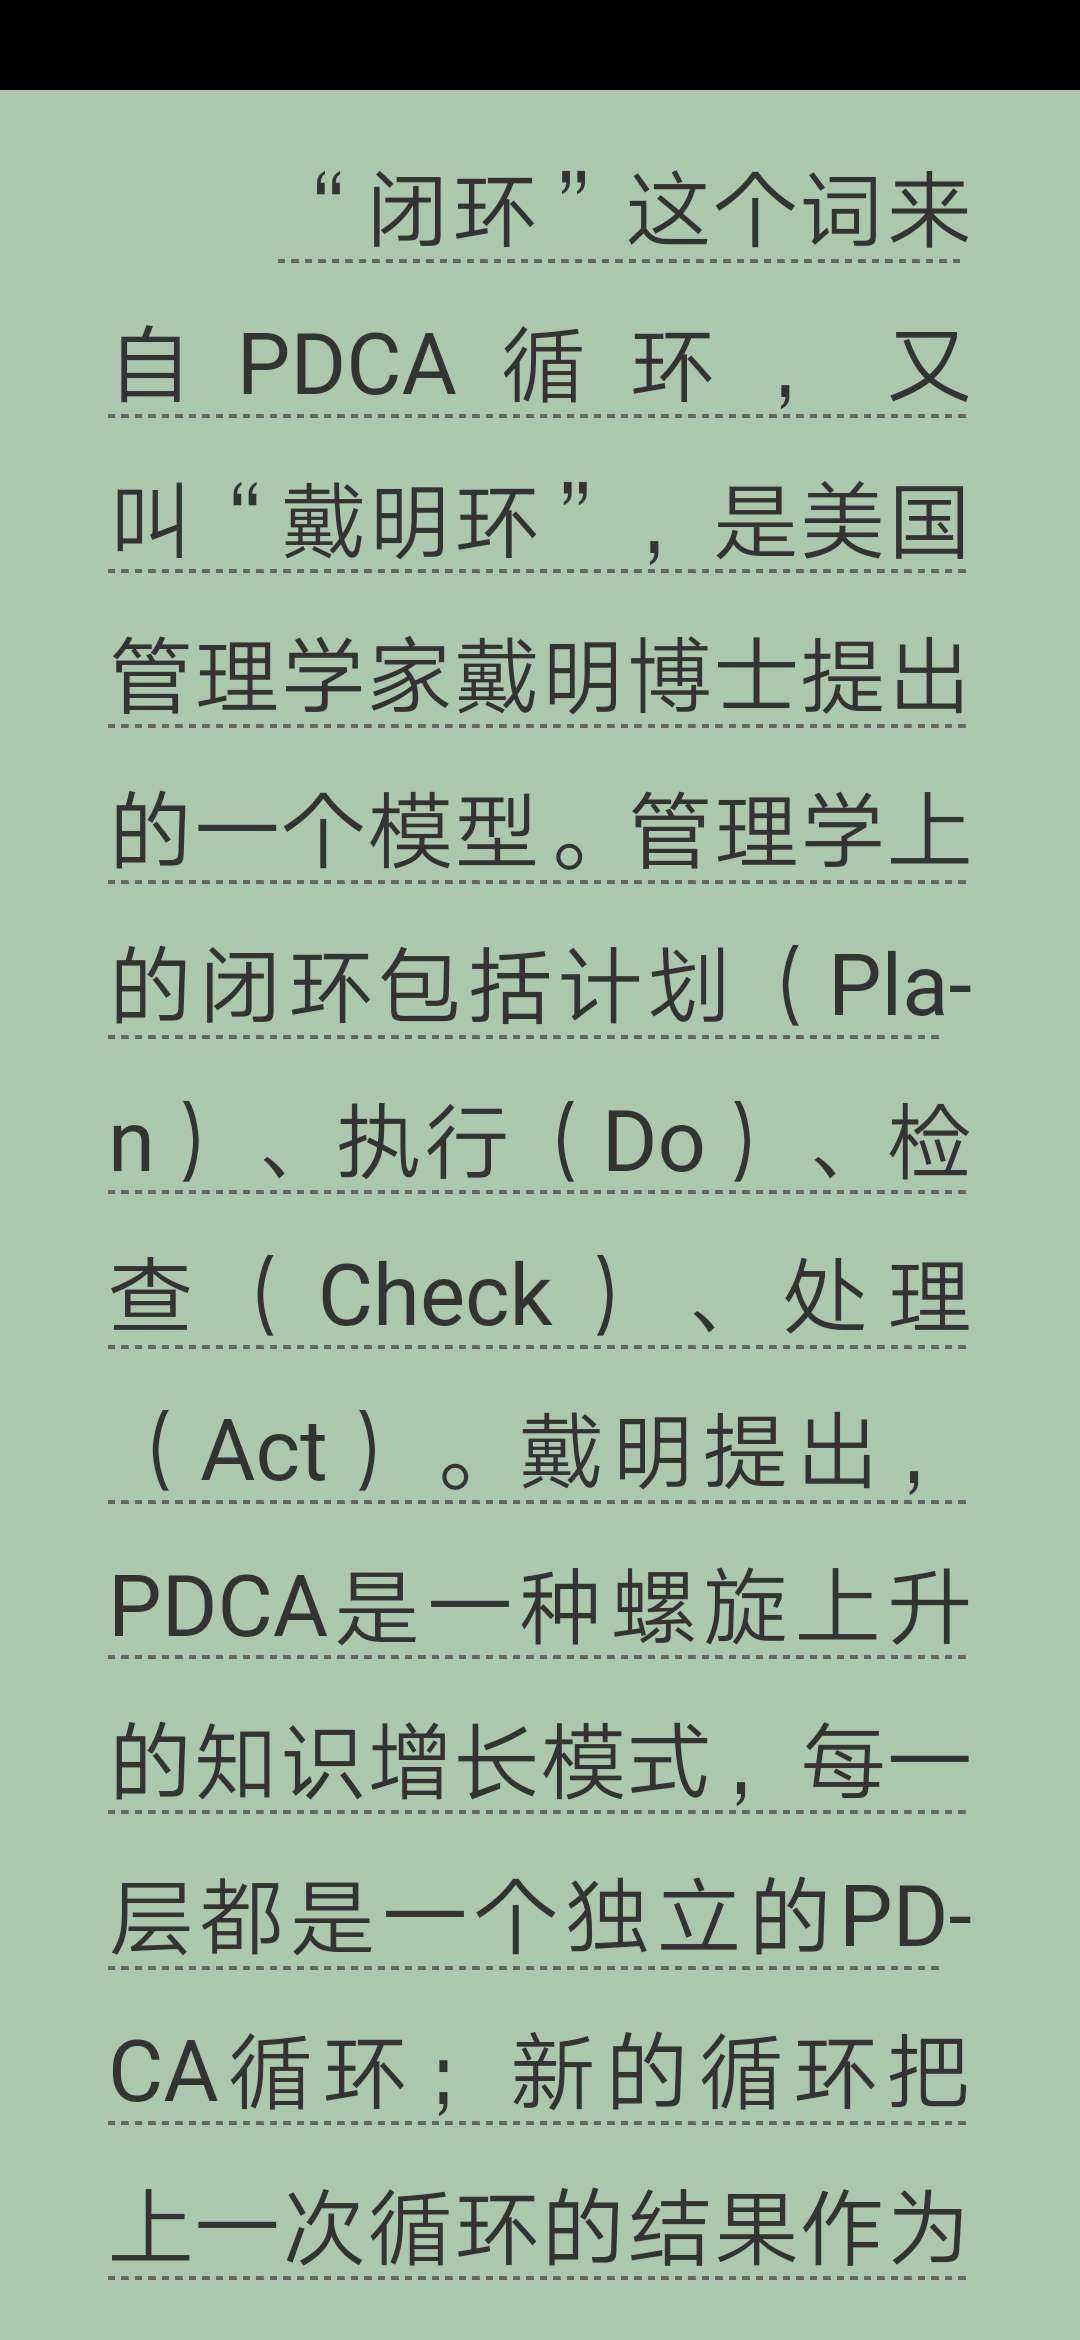 “闭环”这个词来
自 PDCA 循环，又
叫“戴明环”，是美国
管理学家戴明博士提出
的一个模型。管理学上
的闭环包括计划（Pla-
n）、执行（Do）、检
查（Check）、处理
（Act）。戴明提出，
PDCA是一种螺旋上升
的知识增长模式，每一
层都是一个独立的PD-
CA循环；新的循环把
上一次循环的结果作为